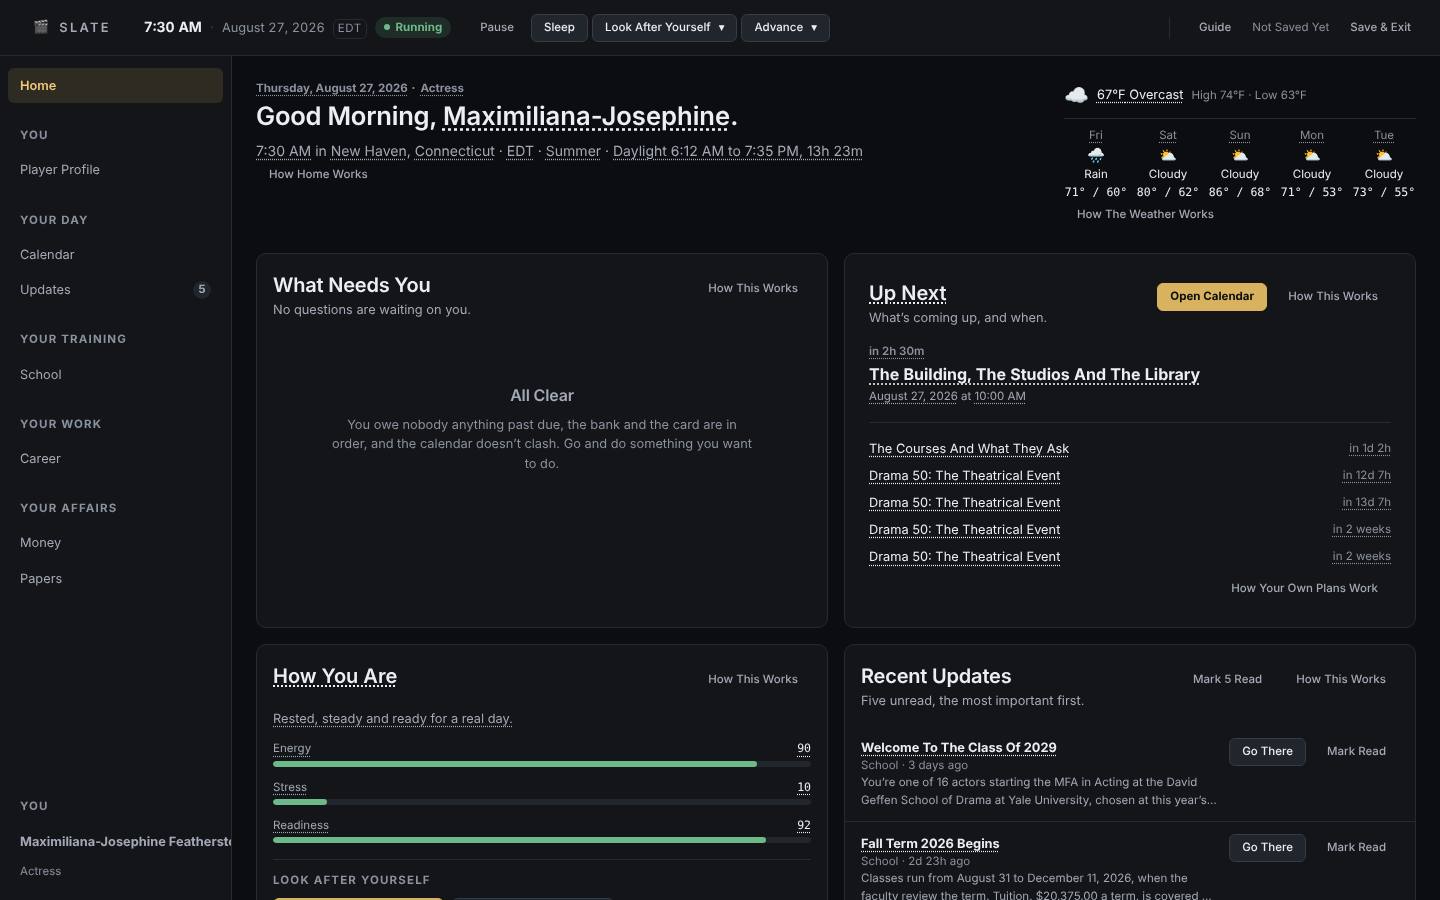 SLATE
7:30 AM · August 27, 2026 EDT Running
Pause
Sleep
Look After Yourself ▾
Advance ▾
Guide
Not Saved Yet
Save & Exit
Home
YOU
Player Profile
YOUR DAY
Calendar
Updates 5
YOUR TRAINING
School
YOUR WORK
Career
YOUR AFFAIRS
Money
Papers
YOU
Maximiliana-Josephine Featherst
Actress
Thursday, August 27, 2026 · Actress
Good Morning, Maximiliana-Josephine.
7:30 AM in New Haven, Connecticut · EDT · Summer · Daylight 6:12 AM to 7:35 PM, 13h 23m
How Home Works
67°F Overcast High 74°F · Low 63°F
Fri Sat Sun Mon Tue
Rain Cloudy Cloudy Cloudy Cloudy
71° / 60° 80° / 62° 86° / 68° 71° / 53° 73° / 55°
How The Weather Works
What Needs You
How This Works
No questions are waiting on you.
All Clear
You owe nobody anything past due, the bank and the card are in
order, and the calendar doesn’t clash. Go and do something you want
to do.
Up Next
Open Calendar
How This Works
What’s coming up, and when.
in 2h 30m
The Building, The Studios And The Library
August 27, 2026 at 10:00 AM
The Courses And What They Ask in 1d 2h
Drama 50: The Theatrical Event in 12d 7h
Drama 50: The Theatrical Event in 13d 7h
Drama 50: The Theatrical Event in 2 weeks
Drama 50: The Theatrical Event in 2 weeks
How Your Own Plans Work
How You Are
How This Works
Rested, steady and ready for a real day.
Energy 90
Stress 10
Readiness 92
LOOK AFTER YOURSELF
Recent Updates
Mark 5 Read
How This Works
Five unread, the most important first.
Welcome To The Class Of 2029
Go There
Mark Read
School · 3 days ago
You’re one of 16 actors starting the MFA in Acting at the David
Geffen School of Drama at Yale University, chosen at this year’s…
Fall Term 2026 Begins
Go There
Mark Read
School · 2d 23h ago
Classes run from August 31 to December 11, 2026, when the
faculty review the term. Tuition, $20,375.00 a term, is covered …